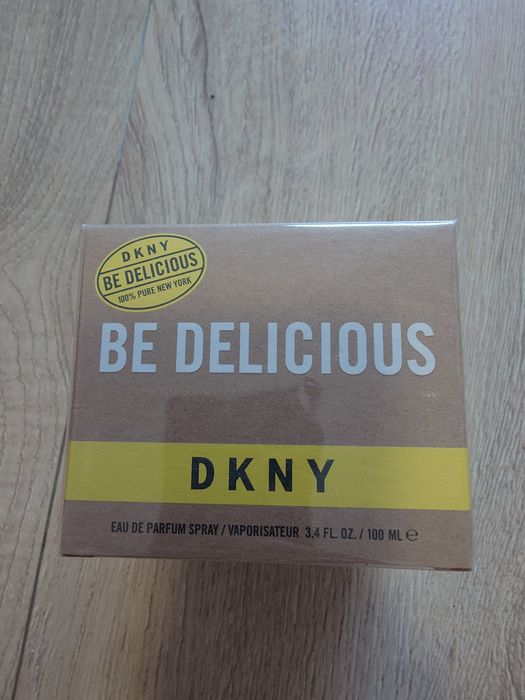 DKNY
BE DELICIOUS
100% PURE NEW YORK
BE DELICIOUS
DKNY
EAU DE PARFUM SPRAY / VAPORISATEUR 3.4 FL. OZ. / 100 ML ℮